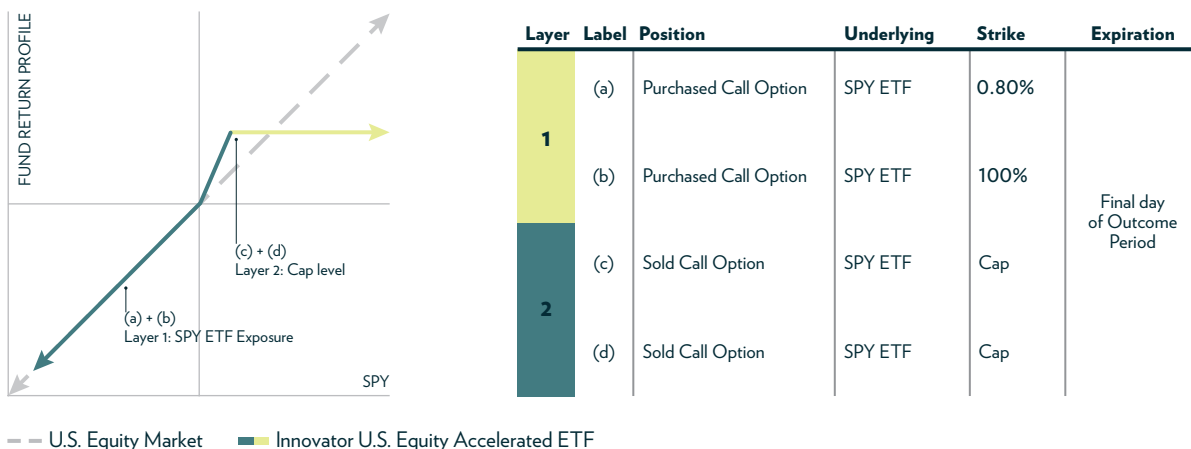 FUND RETURN PROFILE
(c) + (d)
Layer 2: Cap level
(a) + (b)
Layer 1: SPY ETF Exposure
SPY
U.S. Equity Market
Innovator U.S. Equity Accelerated ETF
Layer Label Position Underlying Strike Expiration
1
(a) Purchased Call Option SPY ETF 0.80%
(b) Purchased Call Option SPY ETF 100%
2
(c) Sold Call Option SPY ETF Cap
(d) Sold Call Option SPY ETF Cap
Final day
of Outcome
Period